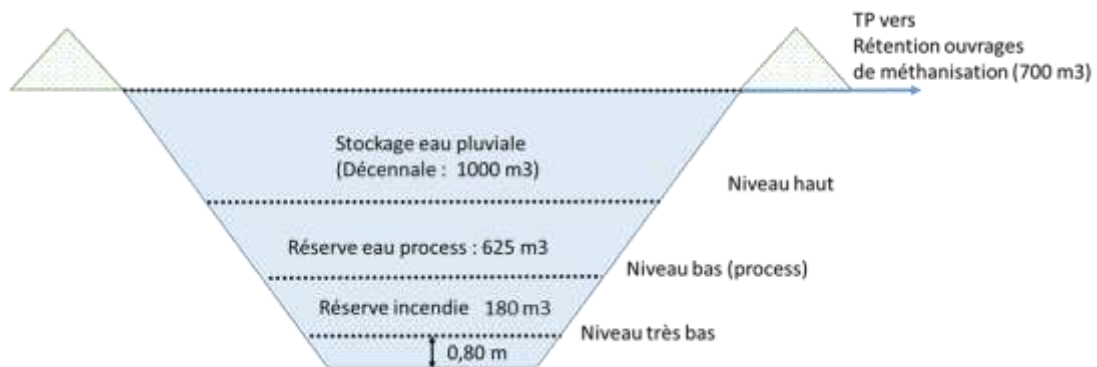 TP vers
Rétention ouvrages
de méthanisation (700 m3)
Stockage eau pluviale
(Décennale : 1000 m3)
Niveau haut
Réserve eau process : 625 m3
Niveau bas (process)
Réserve incendie 180 m3
Niveau très bas
0,80 m